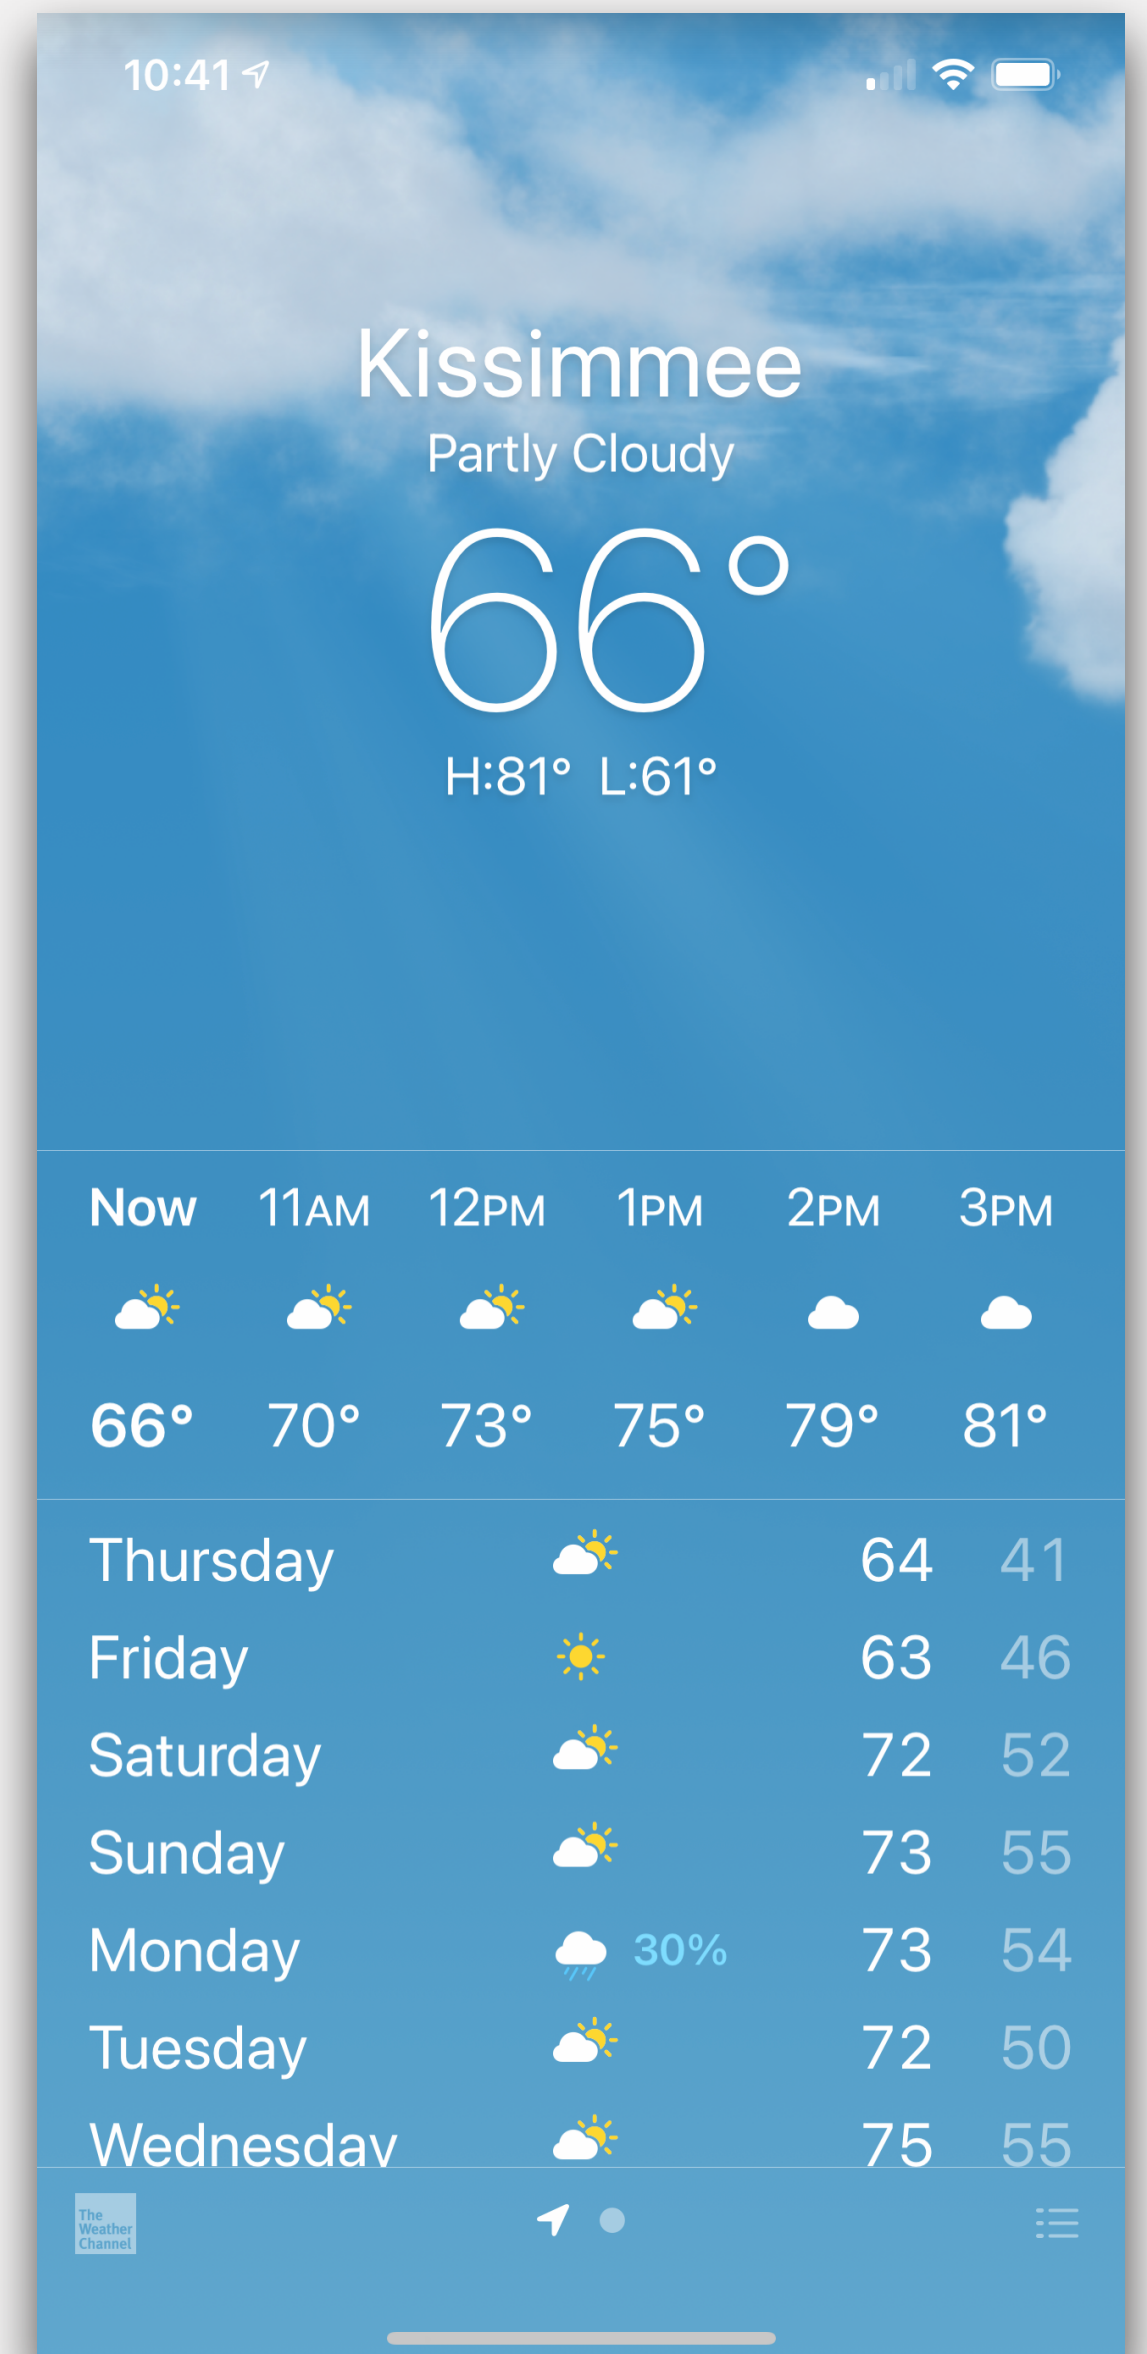 10:41
Kissimmee
Partly Cloudy
66°
H:81° L:61°
Now 11AM 12PM 1PM 2PM 3PM
66° 70° 73° 75° 79° 81°
Thursday 64 41
Friday 63 46
Saturday 72 52
Sunday 73 55
Monday 30% 73 54
Tuesday 72 50
Wednesday 75 55
The
Weather
Channel